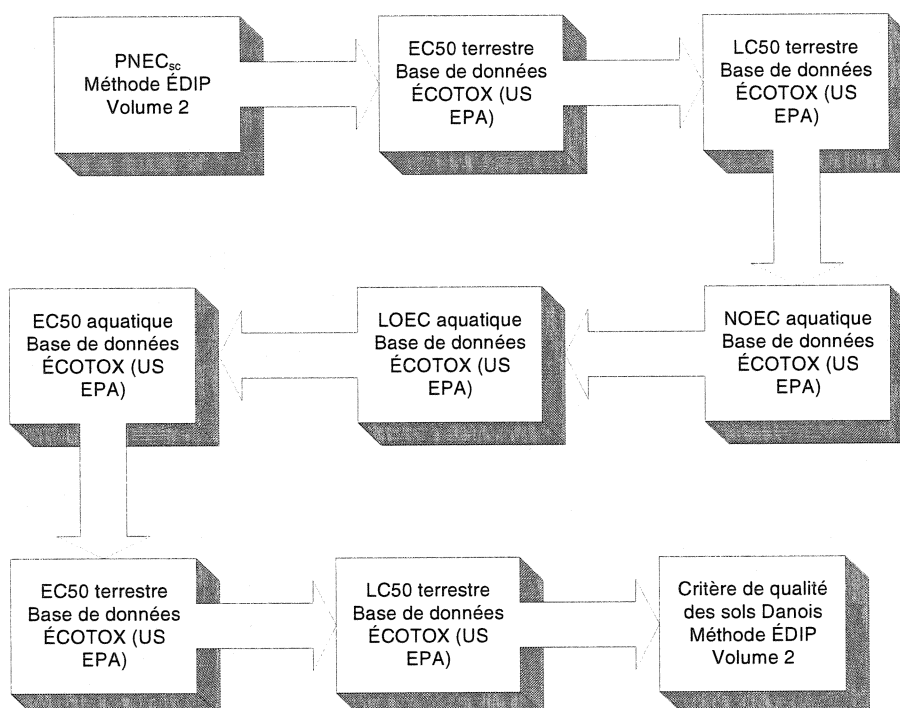 PNECsc
Méthode ÉDIP
Volume 2
EC50 terrestre
Base de données
ÉCOTOX (US
EPA)
LC50 terrestre
Base de données
ÉCOTOX (US
EPA)
NOEC aquatique
Base de données
ÉCOTOX (US
EPA)
LOEC aquatique
Base de données
ÉCOTOX (US
EPA)
EC50 aquatique
Base de données
ÉCOTOX (US
EPA)
EC50 terrestre
Base de données
ÉCOTOX (US
EPA)
LC50 terrestre
Base de données
ÉCOTOX (US
EPA)
Critère de qualité
des sols Danois
Méthode ÉDIP
Volume 2